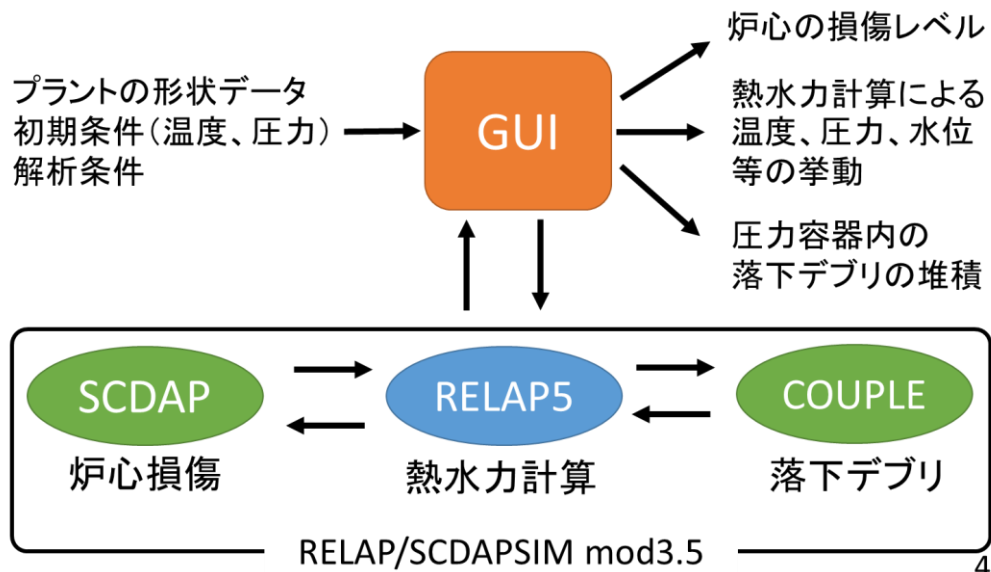 プラントの形状データ
初期条件(温度、圧力)
解析条件
GUI
炉心の損傷レベル
熱水力計算による
温度、圧力、水位
等の挙動
圧力容器内の
落下デブリの堆積
SCDAP
RELAP5
COUPLE
炉心損傷
熱水力計算
落下デブリ
RELAP/SCDAPSIM mod3.5
4